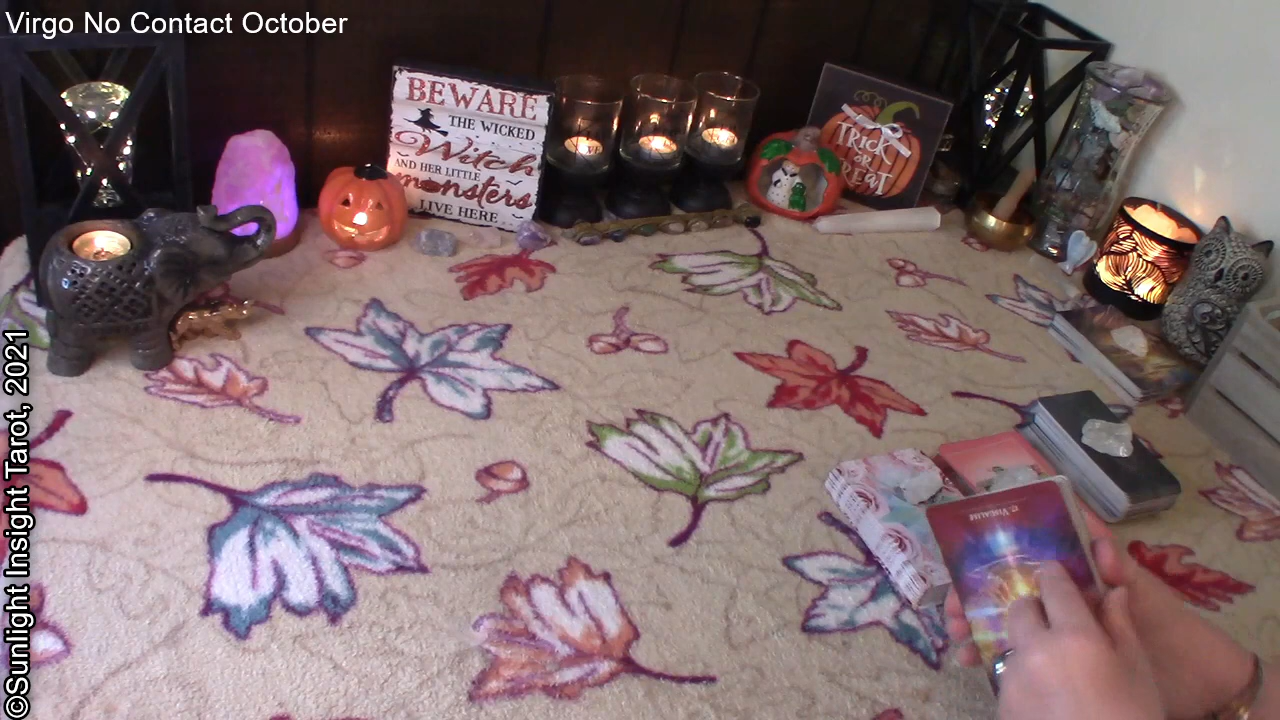 Virgo No Contact October
BEWARE
THE WICKED
Witch
AND HER LITTLE
monsters
LIVE HERE
TRICK
OR
TREAT
©Sunlight Insight Tarot, 2021